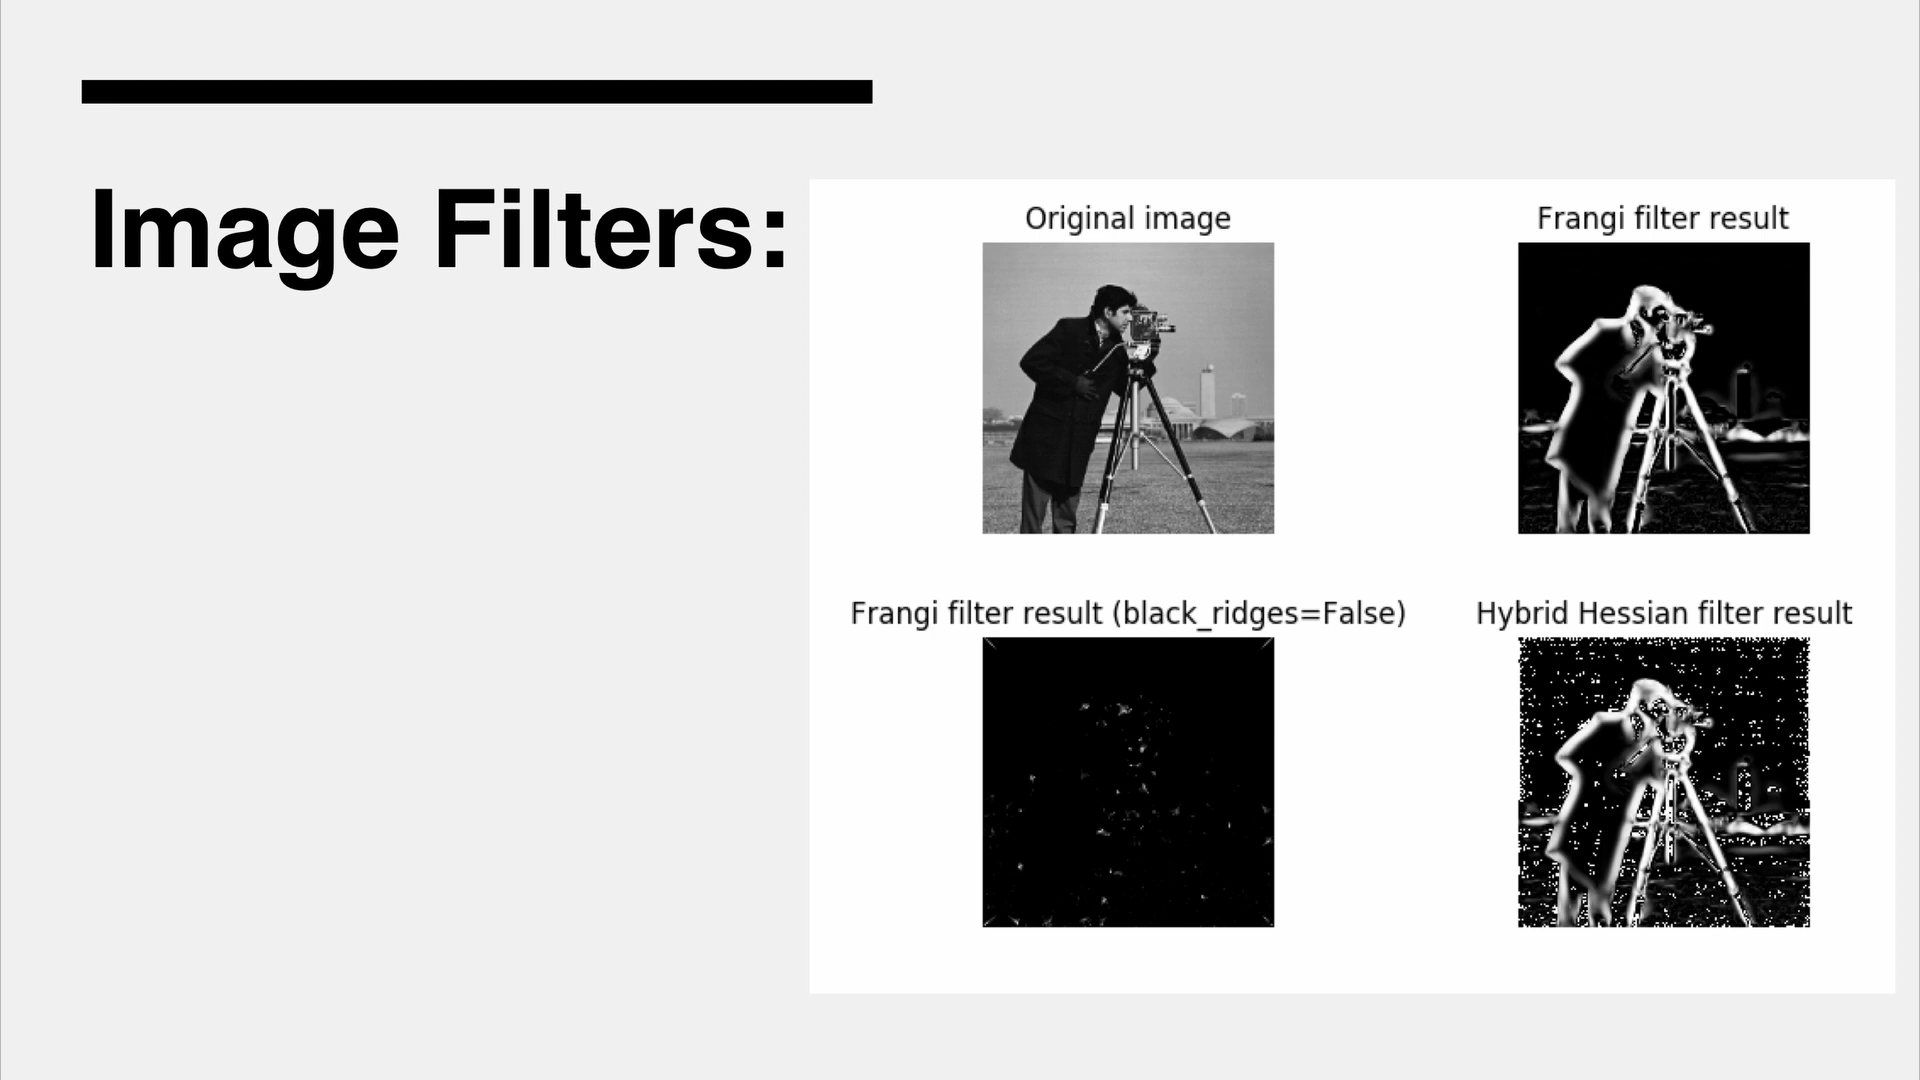 Image Filters:
Original image
Frangi filter result
Frangi filter result (black_ridges=False)
Hybrid Hessian filter result